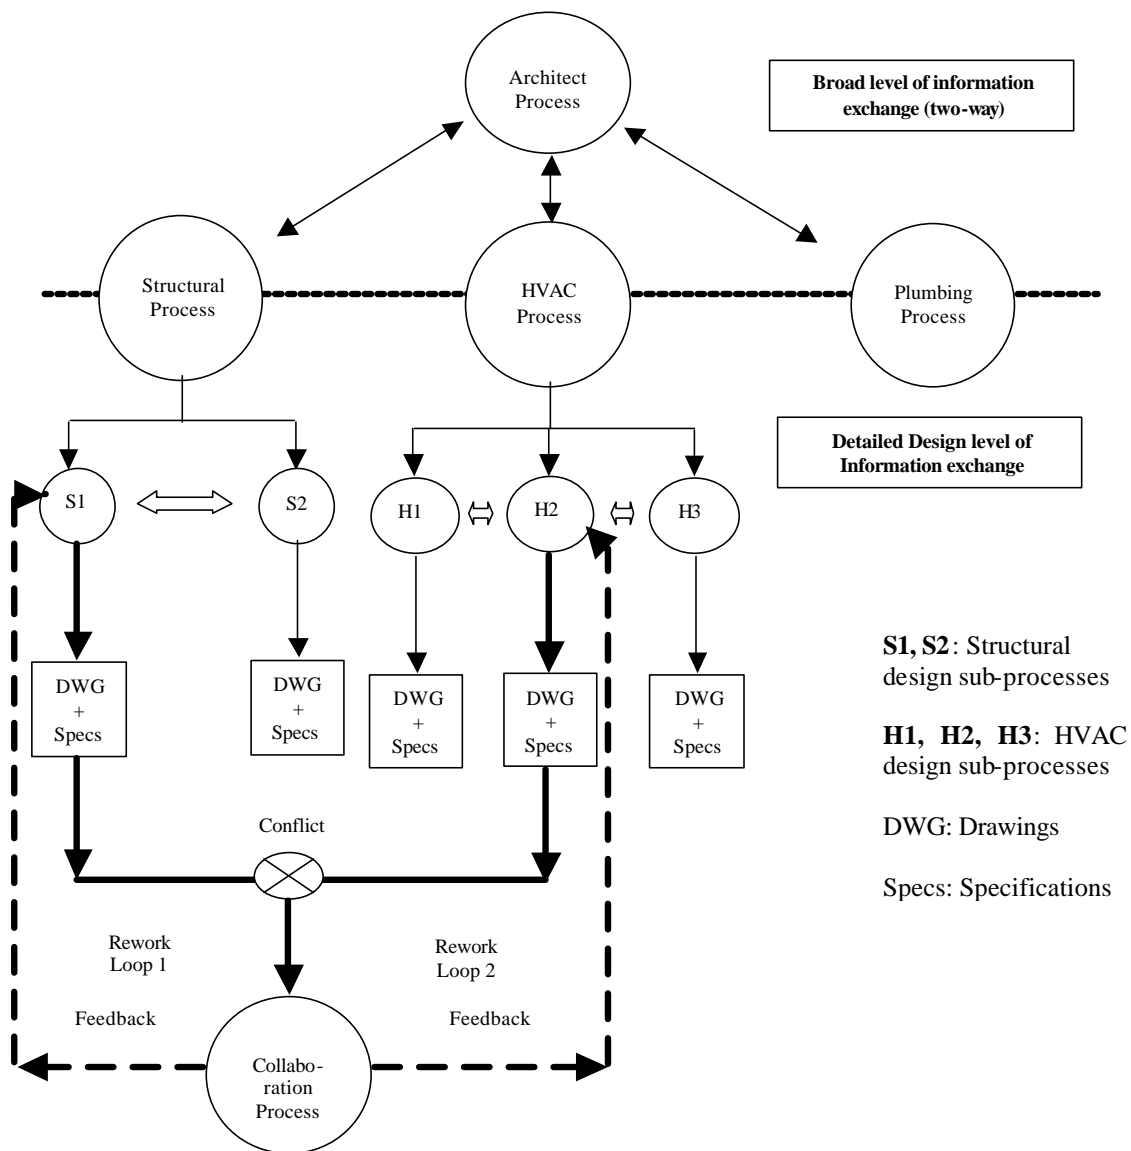 Architect
Process
Broad level of information
exchange (two-way)
Structural
Process
HVAC
Process
Plumbing
Process
Detailed Design level of
Information exchange
S1
S2
H1
H2
H3
DWG
+
Specs
DWG
+
Specs
DWG
+
Specs
DWG
+
Specs
DWG
+
Specs
S1, S2: Structural
design sub-processes
H1, H2, H3: HVAC
design sub-processes
DWG: Drawings
Specs: Specifications
Conflict
Rework
Loop 1
Rework
Loop 2
Feedback
Feedback
Collabo-
ration
Process